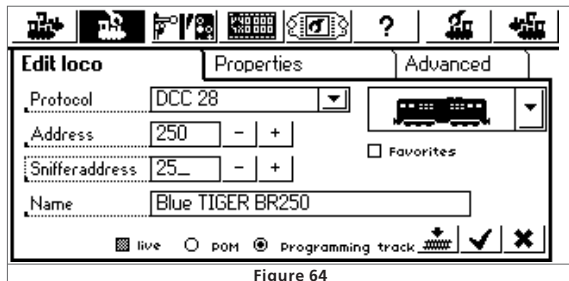 ?
Edit loco Properties Advanced
Protocol DCC 28
Address 250 - +
Favorites
Snifferaddress 25_ - +
Name Blue TIGER BR250
live POM Programming track
Figure 64